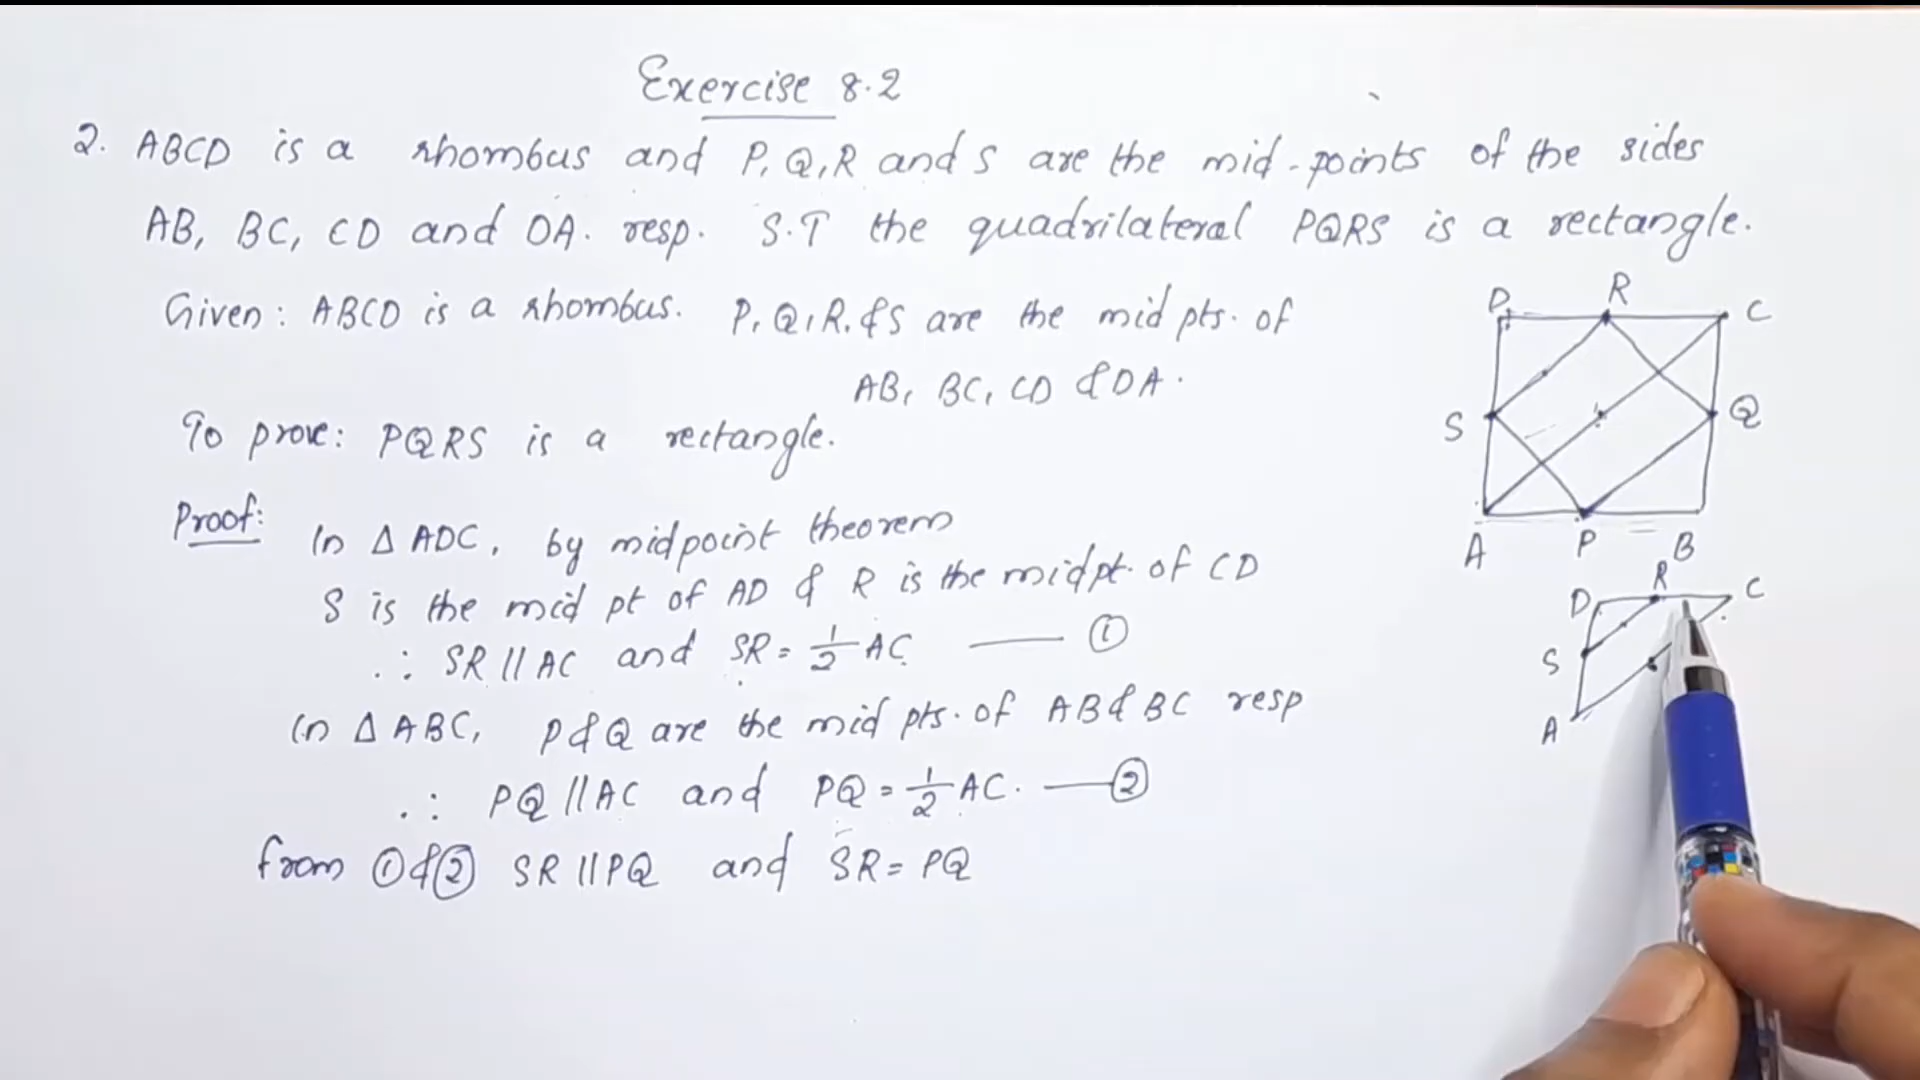 Exercise 8.2
2. ABCD is a rhombus and P, Q, R and S are the mid-points of the sides
AB, BC, CD and DA. resp. S.T the quadrilateral PQRS is a rectangle.
Given: ABCD is a rhombus. P, Q, R, & S are the mid pts. of
AB, BC, CD & DA.
To prove: PQRS is a rectangle.
Proof: In Δ ADC, by midpoint theorem
S is the mid pt of AD & R is the midpt. of CD
∴ SR // AC and SR = 1/2 AC. —— ①
In Δ ABC, P & Q are the mid pts. of AB & BC resp
∴ PQ // AC and PQ = 1/2 AC. —— ②
from ① & ② SR // PQ and SR = PQ
D R C
S Q
A P B
D R C
S
A